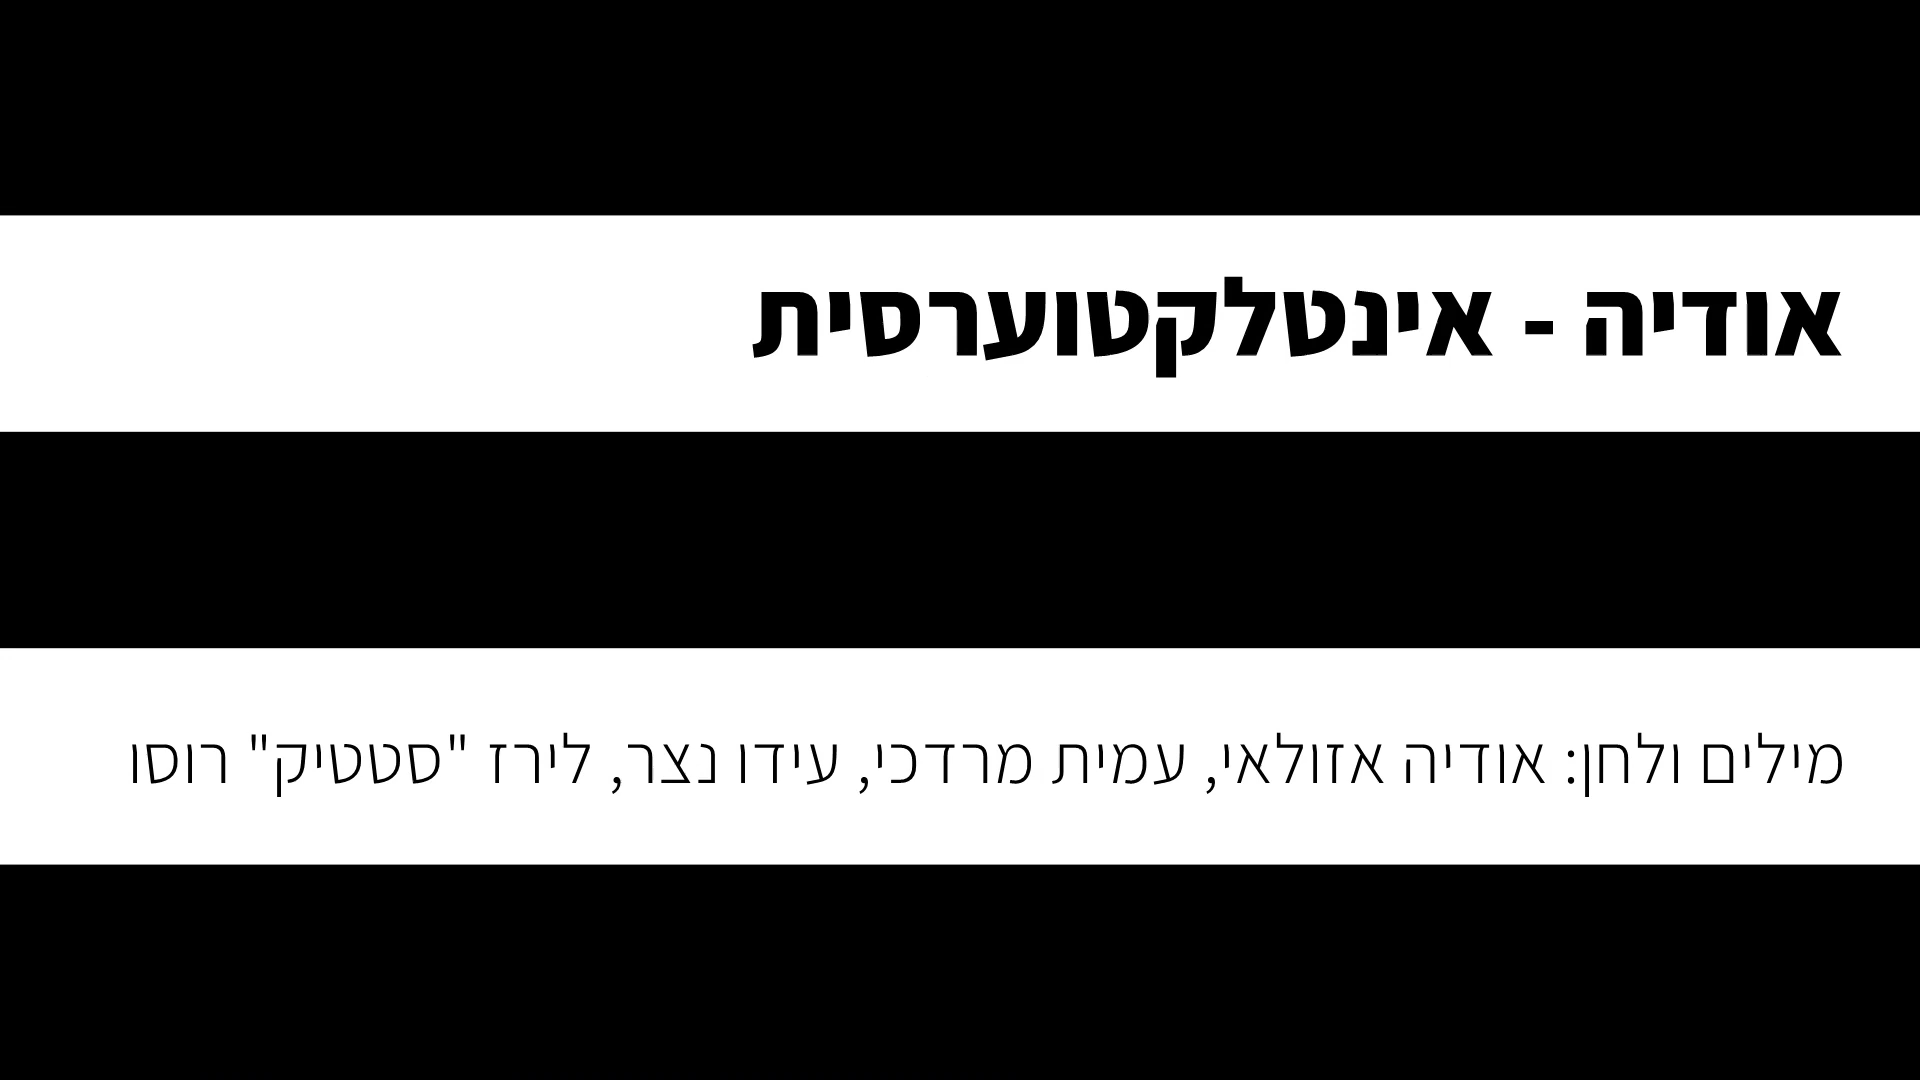 אודיה - אינטלקטוערסית
מילים ולחן: אודיה אזולאי, עמית מרדכי, עידו נצר, לירז "סטטיק" רוסו